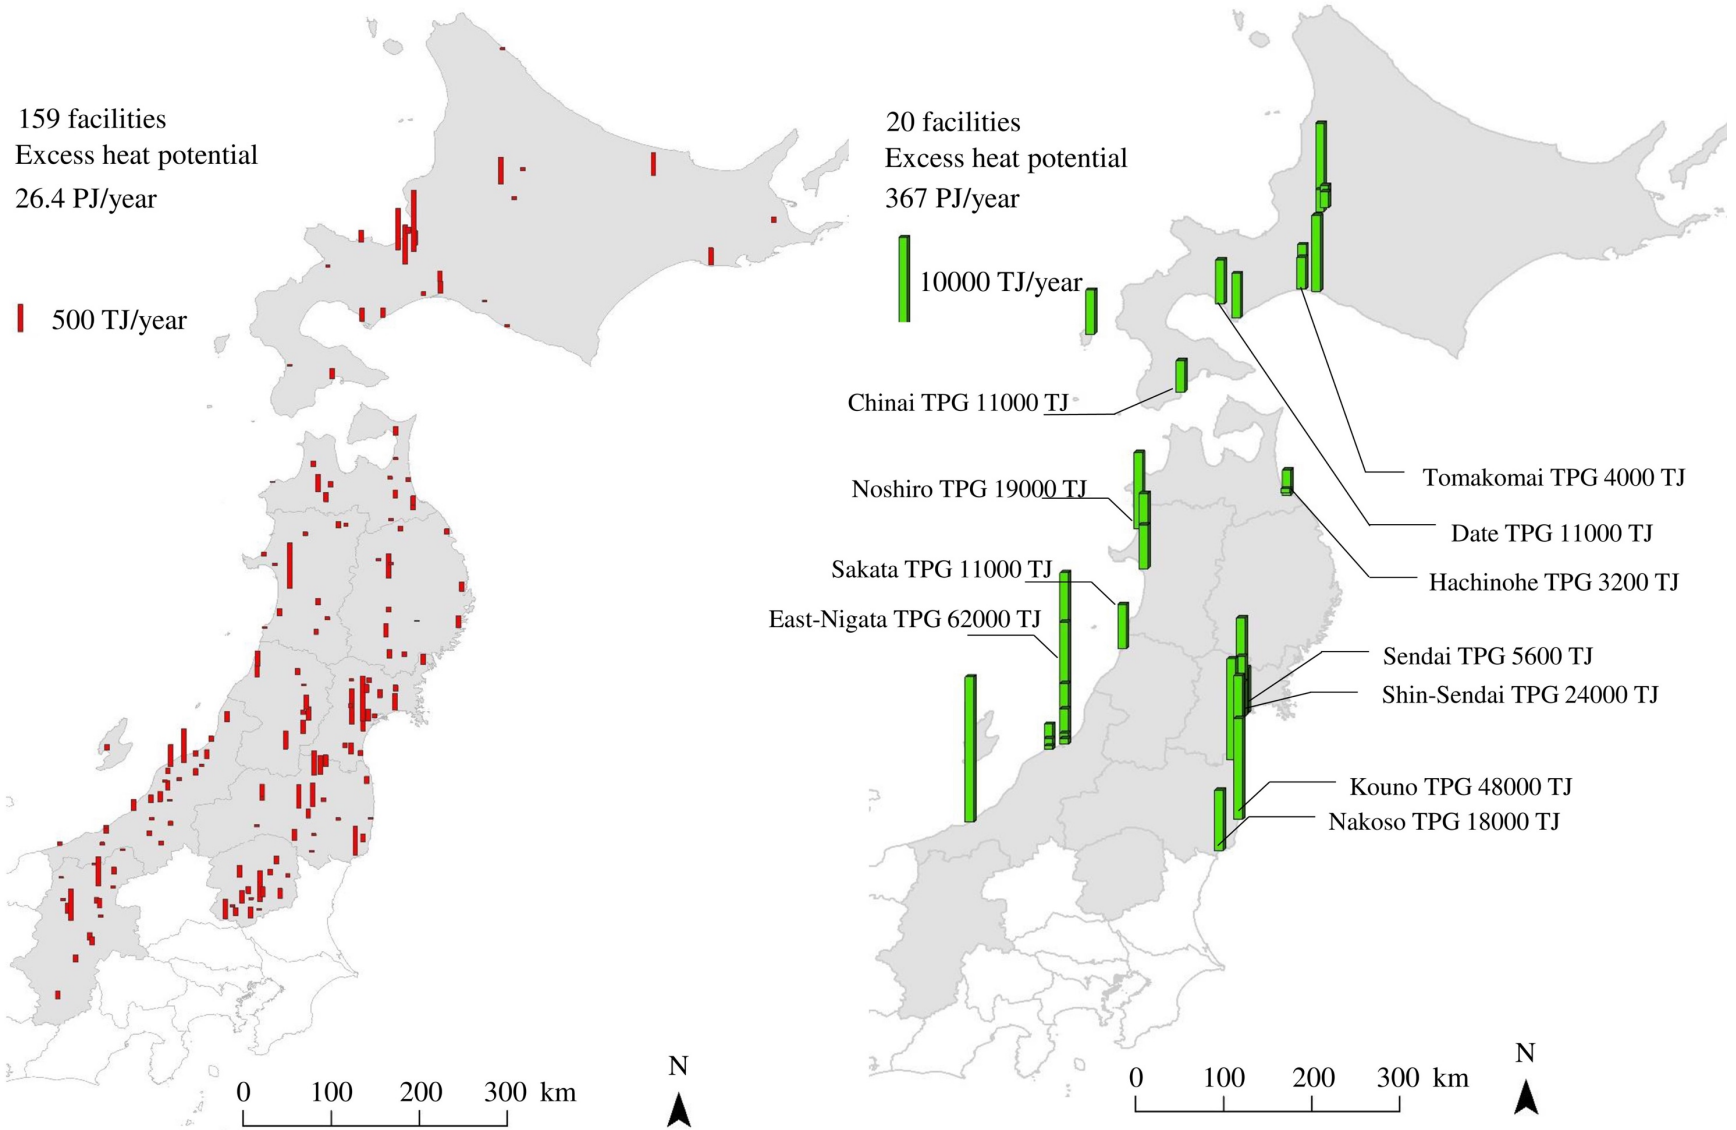 159 facilities
Excess heat potential
26.4 PJ/year
500 TJ/year
N
0 100 200 300 km
20 facilities
Excess heat potential
367 PJ/year
10000 TJ/year
Chinai TPG 11000 TJ
Noshiro TPG 19000 TJ
Sakata TPG 11000 TJ
East-Nigata TPG 62000 TJ
Tomakomai TPG 4000 TJ
Date TPG 11000 TJ
Hachinohe TPG 3200 TJ
Sendai TPG 5600 TJ
Shin-Sendai TPG 24000 TJ
Kouno TPG 48000 TJ
Nakoso TPG 18000 TJ
N
0 100 200 300 km